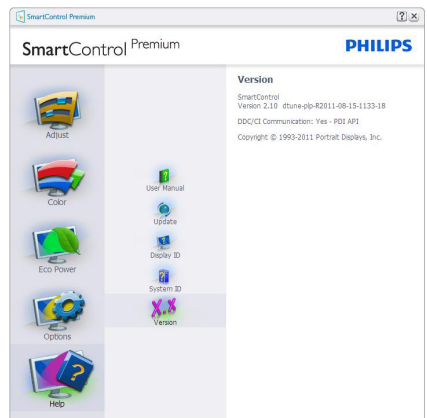 SmartControl Premium
SmartControl Premium
PHILIPS
Adjust
Color
Eco Power
Options
Help
User Manual
Update
Display ID
System ID
X.X
Version
Version
SmartControl
Version 2.10 dtune-plp-R2011-08-15-1133-18
DDC/CI Communication: Yes - PDI API
Copyright © 1993-2011 Portrait Displays, Inc.